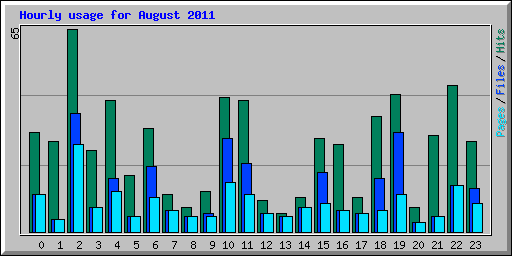 Hourly usage for August 2011
65
Pages/Files/Hits
0 1 2 3 4 5 6 7 8 9 10 11 12 13 14 15 16 17 18 19 20 21 22 23